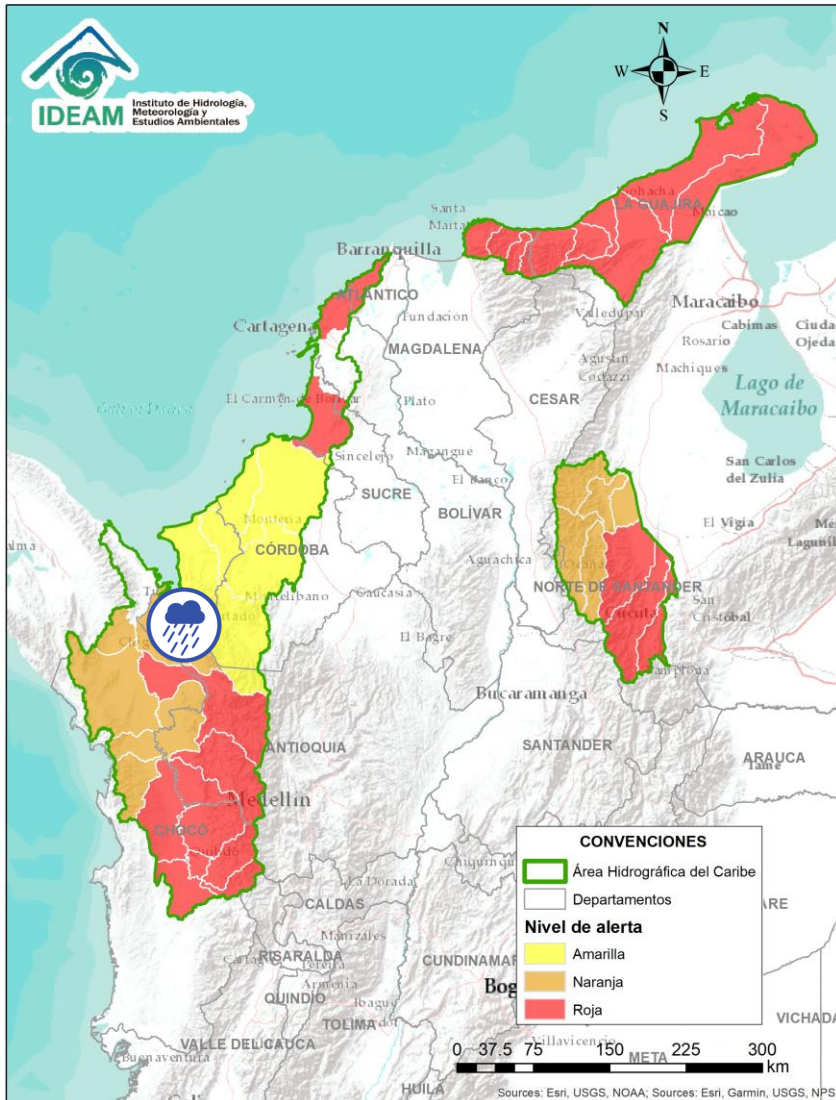 IDEAM
Instituto de Hidrología,
Meteorología y
Estudios Ambientales
N
W
E
S
Santa
LA GUAJIRA
Barranquilla
ATLÁNTICO
Maracaibo
Fundación
Valledupar
Cabimas
Cartagena
Rosario
Ojeda
MAGDALENA
Agustín
Codazzi
Machiques
CESAR
Lago de
Maracaibo
El Carmen de Bolívar
Plato
Sincelejo
Magangué
San Carlos
del Zulia
El Banco
SUCRE
BOLÍVAR
Montería
El Vigía
CÓRDOBA
Aguachica
Ocaña
NORTE DE SANTANDER
Montelíbano
Caucasia
San
Cristóbal
Cúcuta
El Bagre
Pamplona
Bucaramanga
ANTIOQUIA
SANTANDER
ARAUCA
Tame
Medellín
CHOCÓ
Quibdó
La Dorada
CALDAS
Manizales
RISARALDA
Pereira
Armenia
QUINDÍO
Ibagué
TOLIMA
VALLE DEL CAUCA
Buenaventura
Villavicencio
META
VICHADA
HUILA
CONVENCIONES
Área Hidrográfica del Caribe
Departamentos
Nivel de alerta
Amarilla
Naranja
Roja
0 37.5 75 150 225 300
km
Sources: Esri, USGS, NOAA; Sources: Esri, Garmin, USGS, NPS